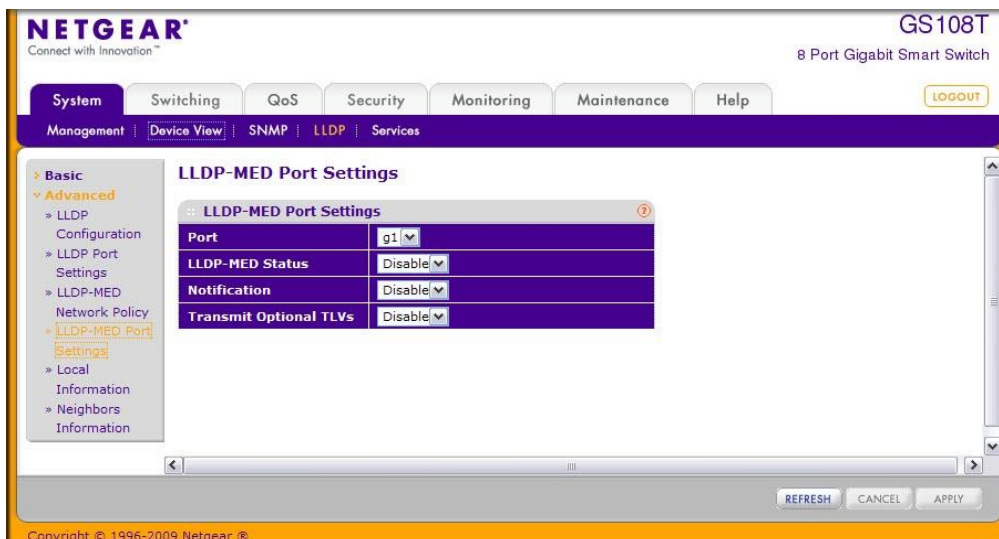 NETGEAR®
Connect with Innovation™
GS108T
8 Port Gigabit Smart Switch
System Switching QoS Security Monitoring Maintenance Help LOGOUT
Management Device View SNMP LLDP Services
Basic
Advanced
» LLDP
Configuration
» LLDP Port
Settings
» LLDP-MED
Network Policy
» LLDP-MED Port
Settings
» Local
Information
» Neighbors
Information
LLDP-MED Port Settings
LLDP-MED Port Settings ?
Port g1
LLDP-MED Status Disable
Notification Disable
Transmit Optional TLVs Disable
REFRESH CANCEL APPLY
Copyright © 1996-2009 Netgear ®